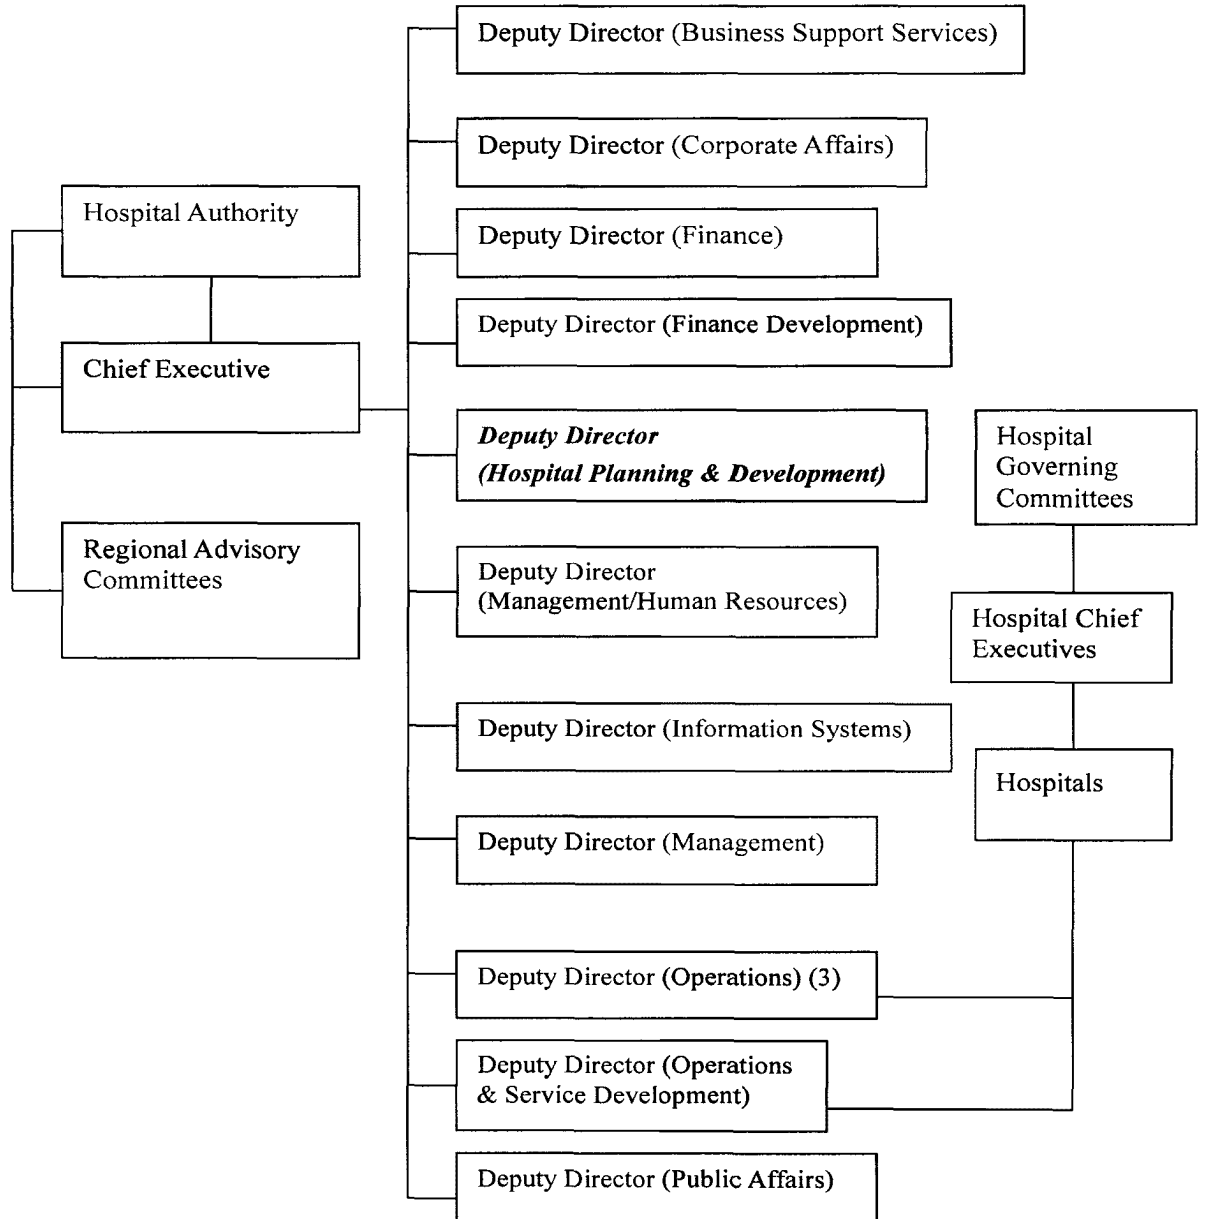 Hospital Authority
Chief Executive
Regional Advisory
Committees
Deputy Director (Business Support Services)
Deputy Director (Corporate Affairs)
Deputy Director (Finance)
Deputy Director (Finance Development)
Deputy Director
(Hospital Planning & Development)
Deputy Director
(Management/Human Resources)
Deputy Director (Information Systems)
Deputy Director (Management)
Deputy Director (Operations) (3)
Deputy Director (Operations
& Service Development)
Deputy Director (Public Affairs)
Hospital
Governing
Committees
Hospital Chief
Executives
Hospitals